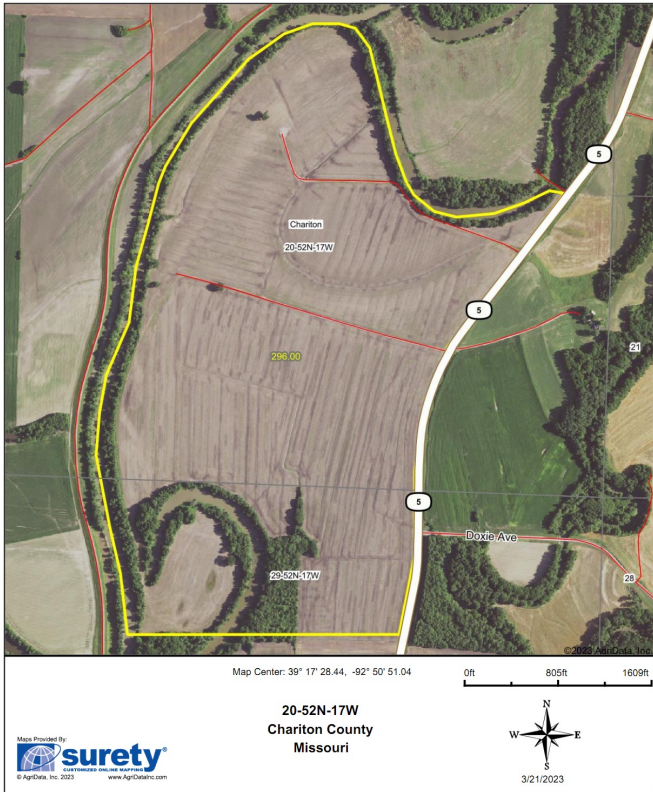 5
Chariton
20-52N-17W
5
21
296.00
5
Doxie Ave
29-52N-17W
28
©2023 AgriData, Inc.
Map Center: 39° 17' 28.44, -92° 50' 51.04
0ft 805ft 1609ft
20-52N-17W
Chariton County
Missouri
N
W E
S
3/21/2023
Maps Provided By:
surety®
CUSTOMIZED ONLINE MAPPING
© AgriData, Inc. 2023 www.AgriDataInc.com